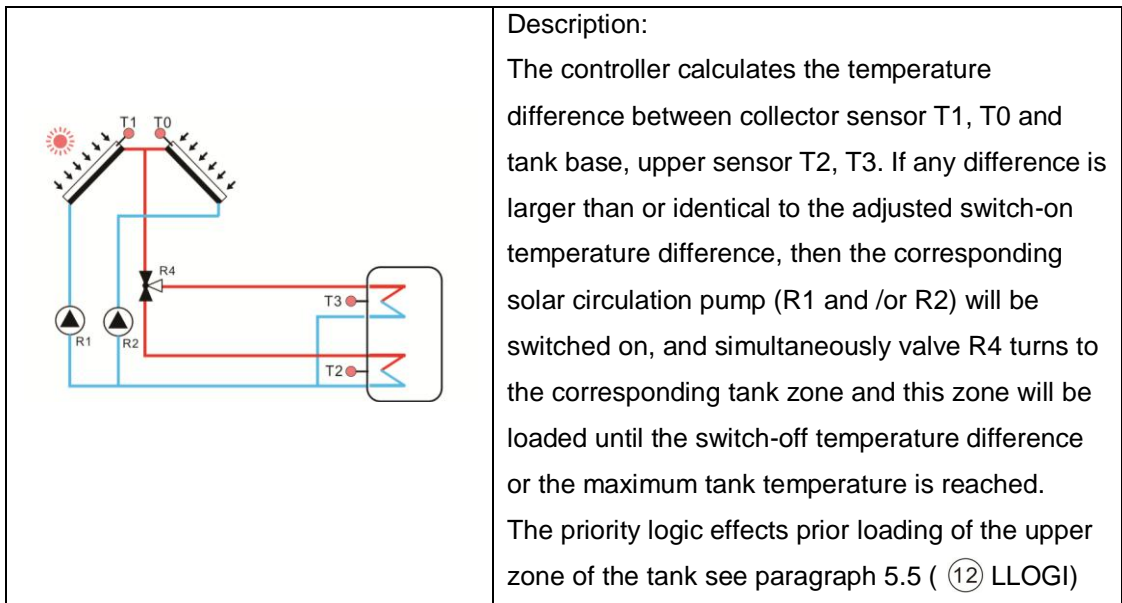 T1 T0
R4
T3
R1 R2
T2
Description:
The controller calculates the temperature
difference between collector sensor T1, T0 and
tank base, upper sensor T2, T3. If any difference is
larger than or identical to the adjusted switch-on
temperature difference, then the corresponding
solar circulation pump (R1 and /or R2) will be
switched on, and simultaneously valve R4 turns to
the corresponding tank zone and this zone will be
loaded until the switch-off temperature difference
or the maximum tank temperature is reached.
The priority logic effects prior loading of the upper
zone of the tank see paragraph 5.5 ( ⑫ LLOGI)